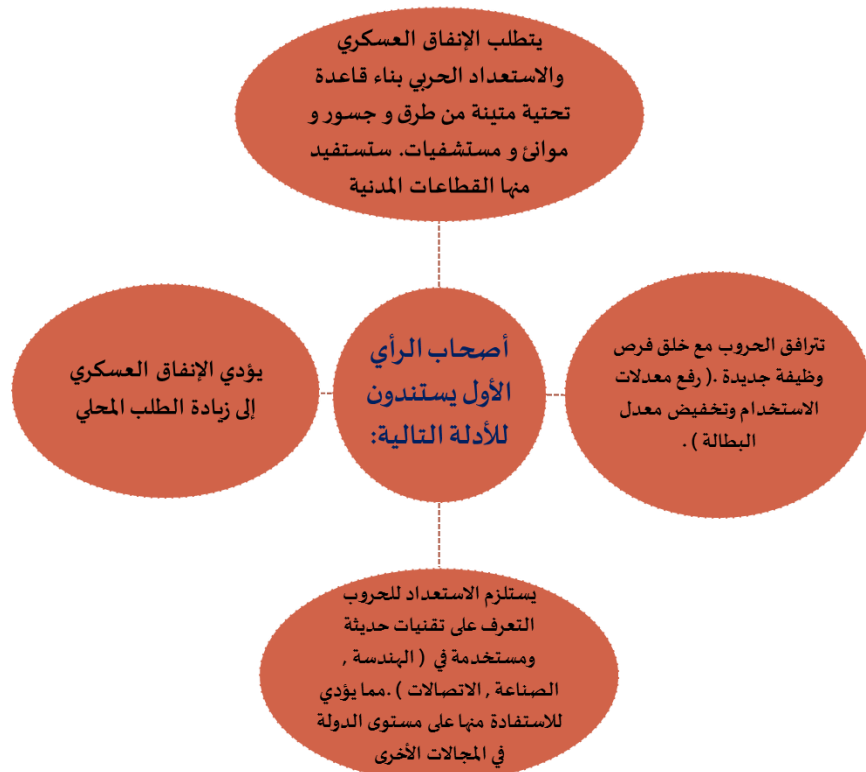 يتطلب الإنفاق العسكري
والاستعداد الحربي بناء قاعدة
تحتية متينة من طرق و جسور و
موانئ و مستشفيات. ستستفيد
منها القطاعات المدنية
أصحاب الرأي
الأول يستندون
للأدلة التالية:
تترافق الحروب مع خلق فرص
وظيفة جديدة .( رفع معدلات
الاستخدام وتخفيض معدل
البطالة ) .
يؤدي الإنفاق العسكري
إلى زيادة الطلب المحلي
يستلزم الاستعداد للحروب
التعرف على تقنيات حديثة
ومستخدمة في ( الهندسة ,
الصناعة , الاتصالات ) .مما يؤدي
للاستفادة منها على مستوى الدولة
في المجالات الأخرى